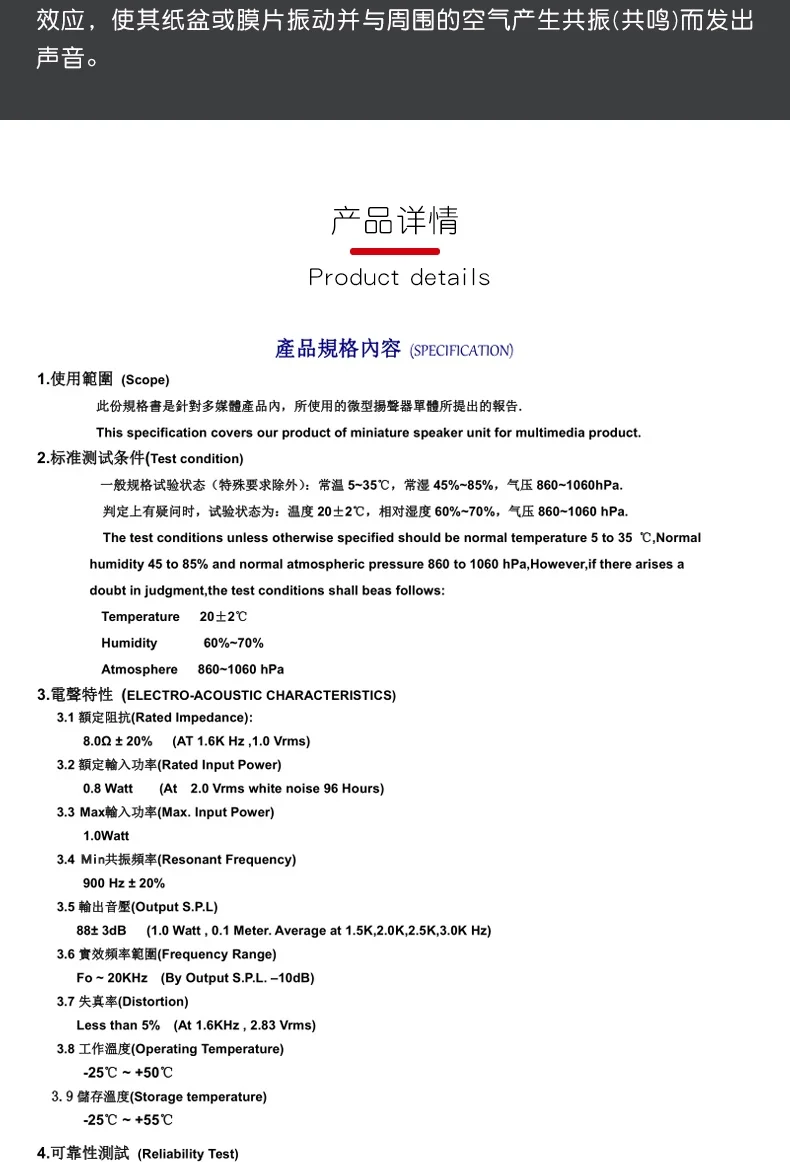 效应，使其纸盆或膜片振动并与周围的空气产生共振(共鸣)而发出
声音。
产品详情
Product details
產品規格內容 (SPECIFICATION)
1.使用範圍 (Scope)
此份規格書是針對多媒體產品內，所使用的微型揚聲器單體所提出的報告.
This specification covers our product of miniature speaker unit for multimedia product.
2.标准测试条件(Test condition)
一般规格试验状态（特殊要求除外）：常温 5~35℃，常湿 45%~85%，气压 860~1060hPa.
判定上有疑问时，试验状态为：温度 20±2℃，相对湿度 60%~70%，气压 860~1060 hPa.
The test conditions unless otherwise specified should be normal temperature 5 to 35 ℃,Normal
humidity 45 to 85% and normal atmospheric pressure 860 to 1060 hPa,However,if there arises a
doubt in judgment,the test conditions shall beas follows:
Temperature 20±2℃
Humidity 60%~70%
Atmosphere 860~1060 hPa
3.電聲特性 (ELECTRO-ACOUSTIC CHARACTERISTICS)
3.1 額定阻抗(Rated Impedance):
8.0Ω ± 20% (AT 1.6K Hz ,1.0 Vrms)
3.2 額定輸入功率(Rated Input Power)
0.8 Watt (At 2.0 Vrms white noise 96 Hours)
3.3 Max輸入功率(Max. Input Power)
1.0Watt
3.4 Min共振頻率(Resonant Frequency)
900 Hz ± 20%
3.5 輸出音壓(Output S.P.L)
88± 3dB (1.0 Watt , 0.1 Meter. Average at 1.5K,2.0K,2.5K,3.0K Hz)
3.6 實效頻率範圍(Frequency Range)
Fo ~ 20KHz (By Output S.P.L. –10dB)
3.7 失真率(Distortion)
Less than 5% (At 1.6KHz , 2.83 Vrms)
3.8 工作溫度(Operating Temperature)
-25℃ ~ +50℃
3.9 儲存溫度(Storage temperature)
-25℃ ~ +55℃
4.可靠性測試 (Reliability Test)